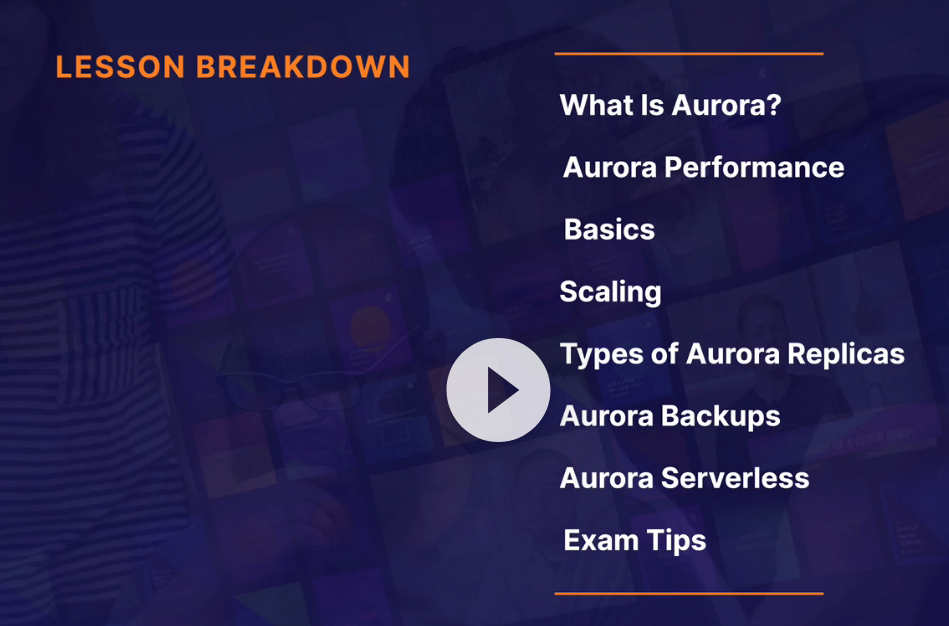 LESSON BREAKDOWN
What Is Aurora?
Aurora Performance
Basics
Scaling
Types of Aurora Replicas
Aurora Backups
Aurora Serverless
Exam Tips